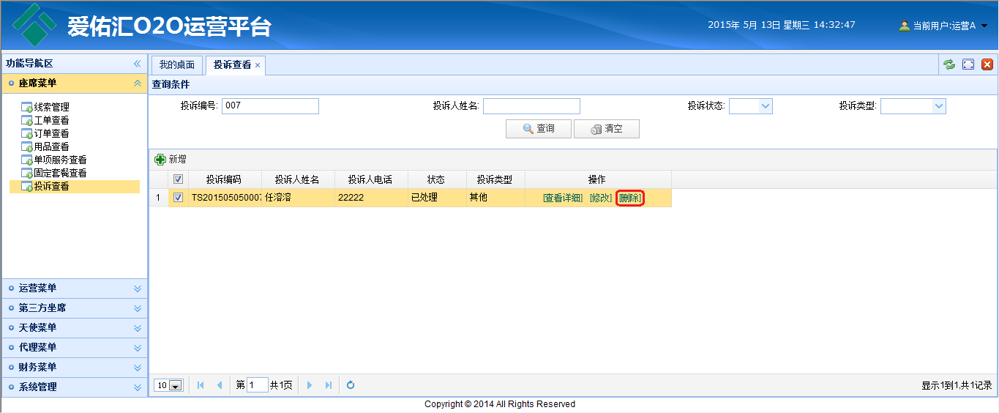 爱佑汇O2O运营平台
2015年 5月 13日 星期三 14:32:47
当前用户:运营A
功能导航区
座席菜单
线索管理
工单查看
订单查看
用品查看
单项服务查看
固定套餐查看
投诉查看
运营菜单
第三方坐席
天使菜单
代理菜单
财务菜单
系统管理
我的桌面 投诉查看
查询条件
投诉编号: 007 投诉人姓名: 投诉状态: 投诉类型:
查询 清空
新增
投诉编码 投诉人姓名 投诉人电话 状态 投诉类型 操作
1 TS201505050007 任溶溶 22222 已处理 其他 [查看详细] [修改] [删除]
10 第 1 共1页 显示1到1,共1记录
Copyright © 2014 All Rights Reserved